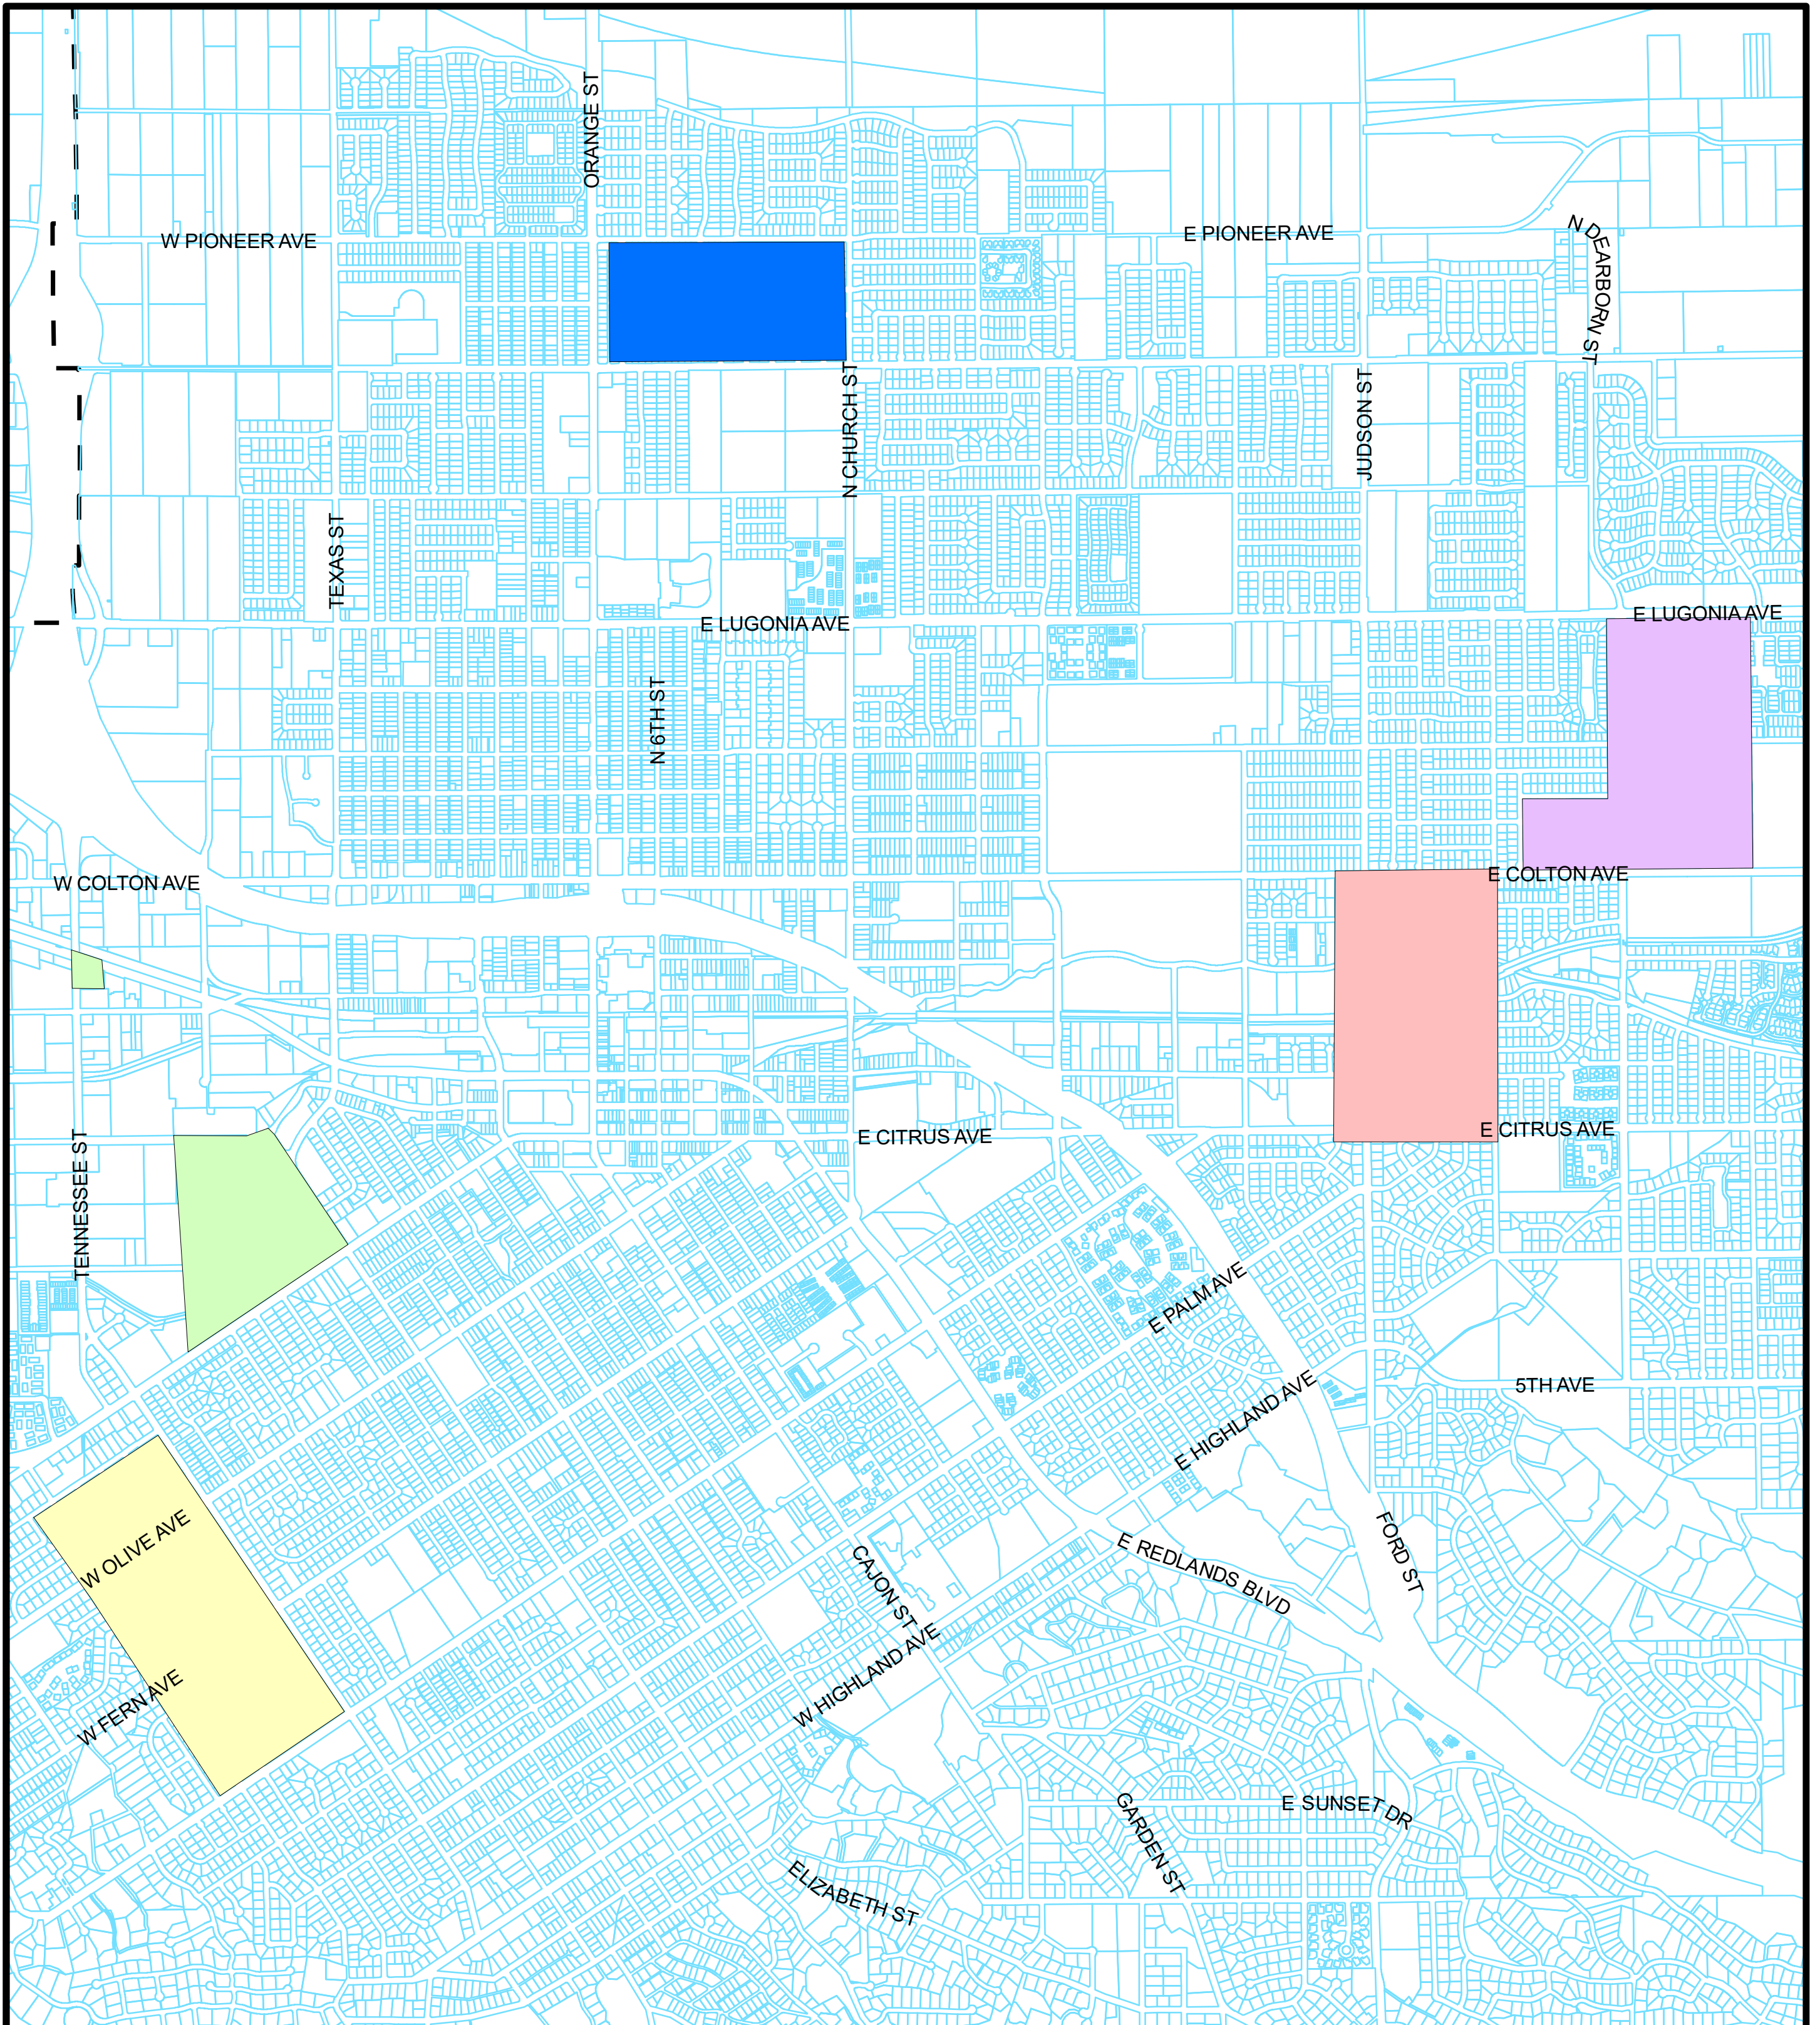 ORANGE ST
W PIONEER AVE
E PIONEER AVE
N DEARBORN ST
N CHURCH ST
JUDSON ST
TEXAS ST
E LUGONIA AVE
E LUGONIA AVE
N 6TH ST
W COLTON AVE
E COLTON AVE
E CITRUS AVE
E CITRUS AVE
TENNESSEE ST
E PALM AVE
5TH AVE
E HIGHLAND AVE
W OLIVE AVE
FORD ST
E REDLANDS BLVD
CAJON ST
W HIGHLAND AVE
W FERN AVE
E SUNSET DR
GARDEN ST
ELIZABETH ST